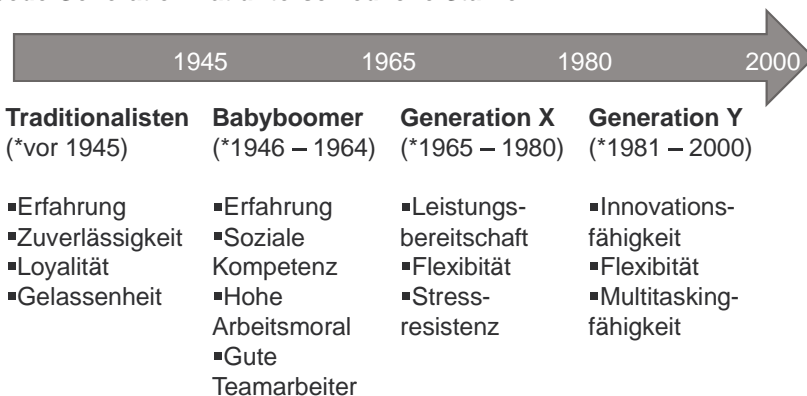 1945 1965 1980 2000
Traditionalisten Babyboomer Generation X Generation Y
(*vor 1945) (*1946 – 1964) (*1965 – 1980) (*1981 – 2000)
▪Erfahrung
▪Zuverlässigkeit
▪Loyalität
▪Gelassenheit
▪Erfahrung
▪Soziale
Kompetenz
▪Hohe
Arbeitsmoral
▪Gute
Teamarbeiter
▪Leistungs-
bereitschaft
▪Flexibität
▪Stress-
resistenz
▪Innovations-
fähigkeit
▪Flexibität
▪Multitasking-
fähigkeit